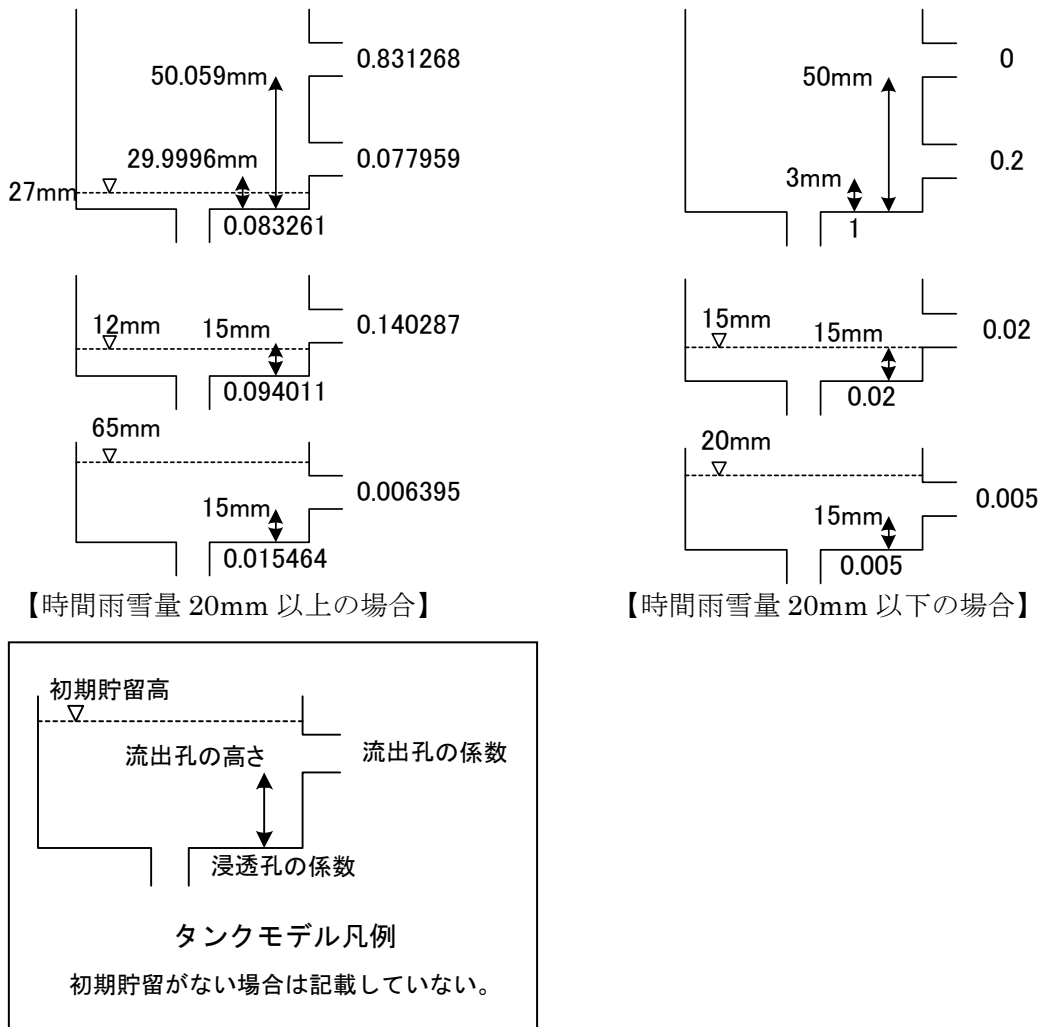 0.831268
50.059mm
0.077959
29.9996mm
27mm
0.083261
12mm
15mm
0.140287
0.094011
65mm
15mm
0.006395
0.015464
【時間雨雪量 20mm 以上の場合】
0
50mm
0.2
3mm
1
15mm
15mm
0.02
0.02
20mm
0.005
15mm
0.005
【時間雨雪量 20mm 以下の場合】
初期貯留高
流出孔の高さ
流出孔の係数
浸透孔の係数
タンクモデル凡例
初期貯留がない場合は記載していない。